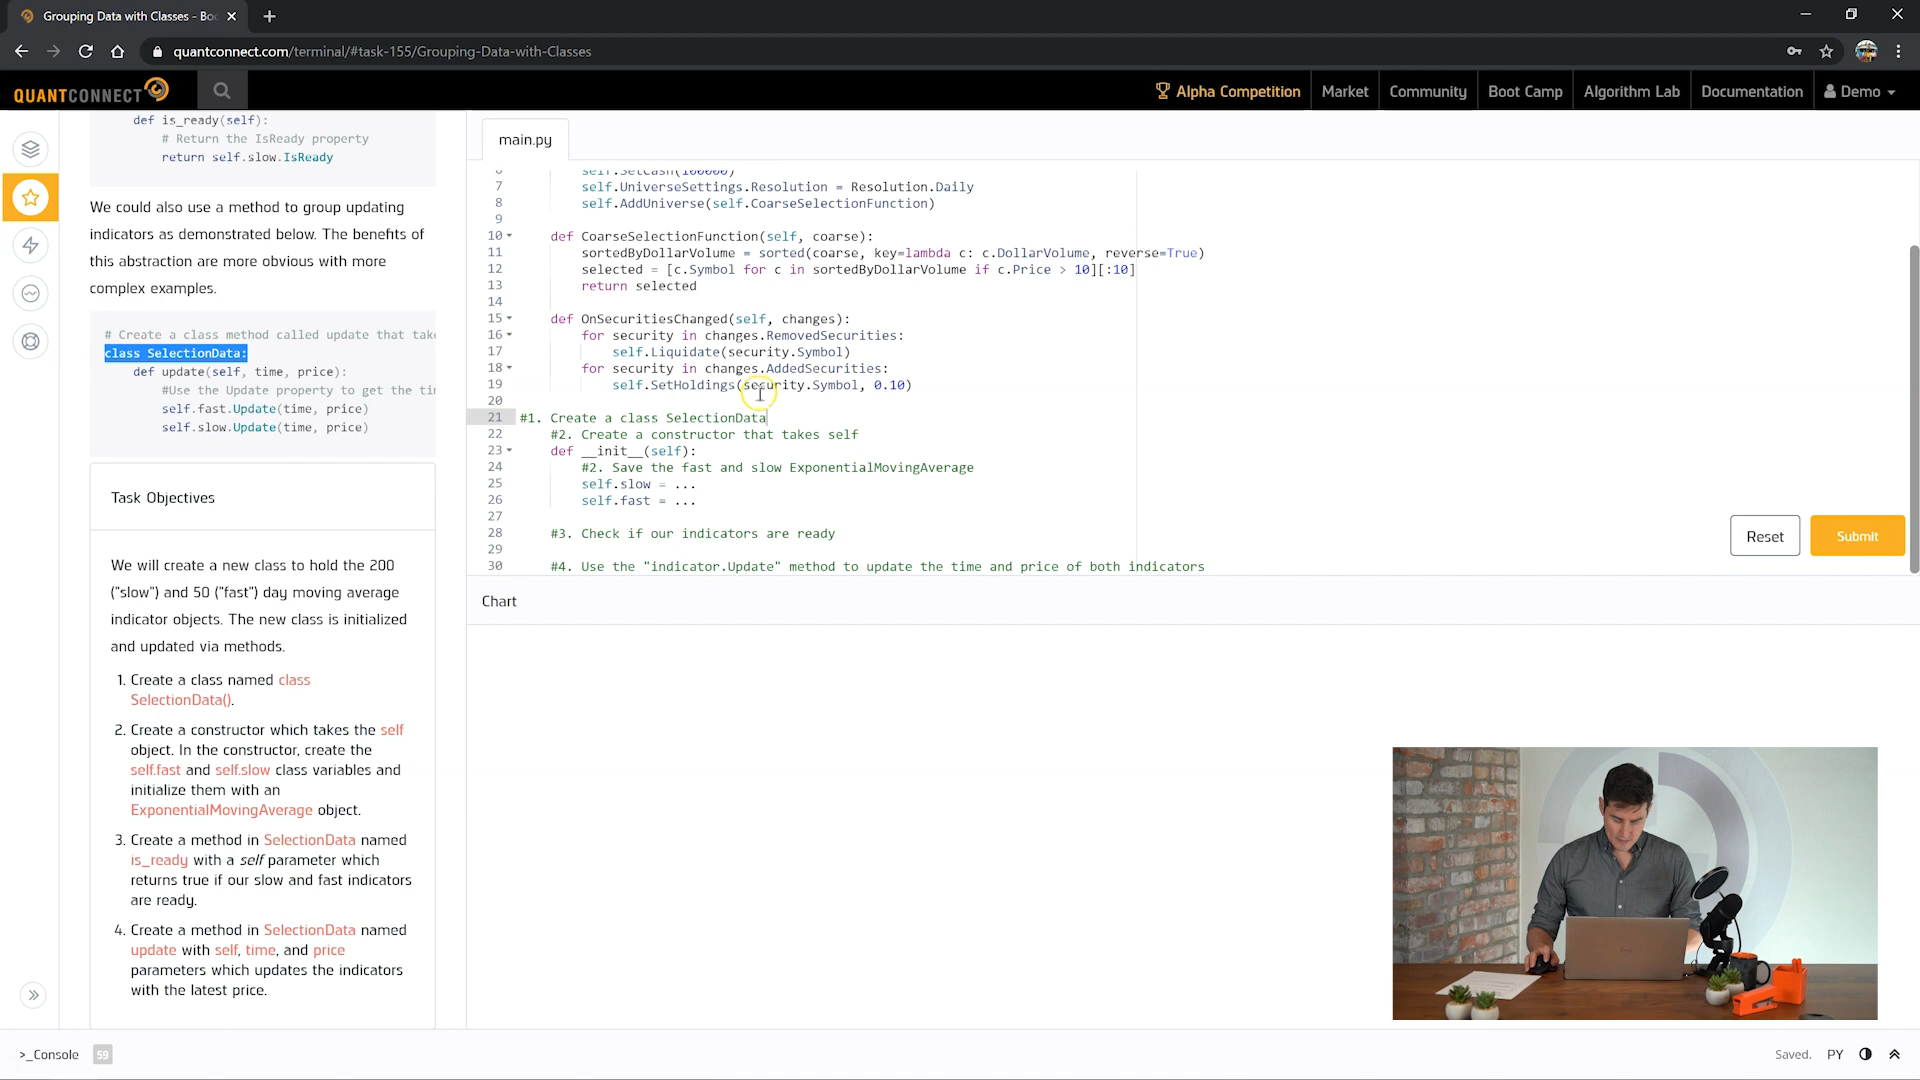 Grouping Data with Classes - Boo
quantconnect.com/terminal/#task-155/Grouping-Data-with-Classes
QUANTCONNECT
Alpha Competition
Market
Community
Boot Camp
Algorithm Lab
Documentation
Demo
def is_ready(self):
# Return the IsReady property
return self.slow.IsReady
We could also use a method to group updating
indicators as demonstrated below. The benefits of
this abstraction are more obvious with more
complex examples.
# Create a class method called update that take
class SelectionData:
def update(self, time, price):
#Use the Update property to get the tim
self.fast.Update(time, price)
self.slow.Update(time, price)
Task Objectives
We will create a new class to hold the 200
("slow") and 50 ("fast") day moving average
indicator objects. The new class is initialized
and updated via methods.
1. Create a class named class
SelectionData().
2. Create a constructor which takes the self
object. In the constructor, create the
self.fast and self.slow class variables and
initialize them with an
ExponentialMovingAverage object.
3. Create a method in SelectionData named
is_ready with a self parameter which
returns true if our slow and fast indicators
are ready.
4. Create a method in SelectionData named
update with self, time, and price
parameters which updates the indicators
with the latest price.
main.py
6 self.SetCash(100000)
7 self.UniverseSettings.Resolution = Resolution.Daily
8 self.AddUniverse(self.CoarseSelectionFunction)
9
10 def CoarseSelectionFunction(self, coarse):
11 sortedByDollarVolume = sorted(coarse, key=lambda c: c.DollarVolume, reverse=True)
12 selected = [c.Symbol for c in sortedByDollarVolume if c.Price > 10][:10]
13 return selected
14
15 def OnSecuritiesChanged(self, changes):
16 for security in changes.RemovedSecurities:
17 self.Liquidate(security.Symbol)
18 for security in changes.AddedSecurities:
19 self.SetHoldings(security.Symbol, 0.10)
20
21 #1. Create a class SelectionData
22 #2. Create a constructor that takes self
23 def __init__(self):
24 #2. Save the fast and slow ExponentialMovingAverage
25 self.slow = ...
26 self.fast = ...
27
28 #3. Check if our indicators are ready
29
30 #4. Use the "indicator.Update" method to update the time and price of both indicators
Reset
Submit
Chart
>_Console 59
Saved.
PY